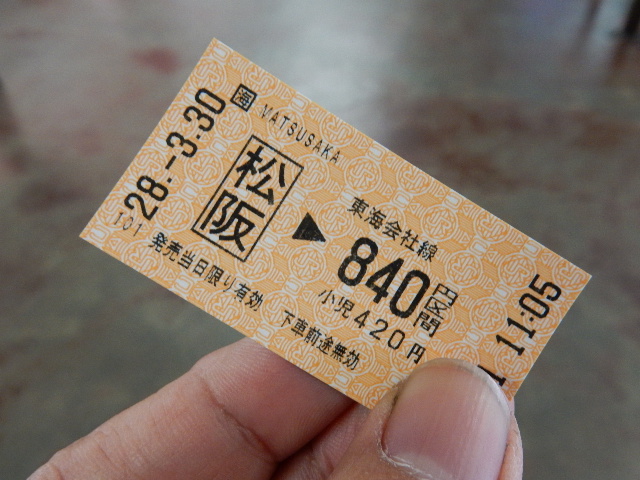 海 MATSUSAKA
松阪 ▶ 東海会社線
840円区間
小児420円
28.-3.30
T01
発売当日限り有効
下車前途無効
11:05